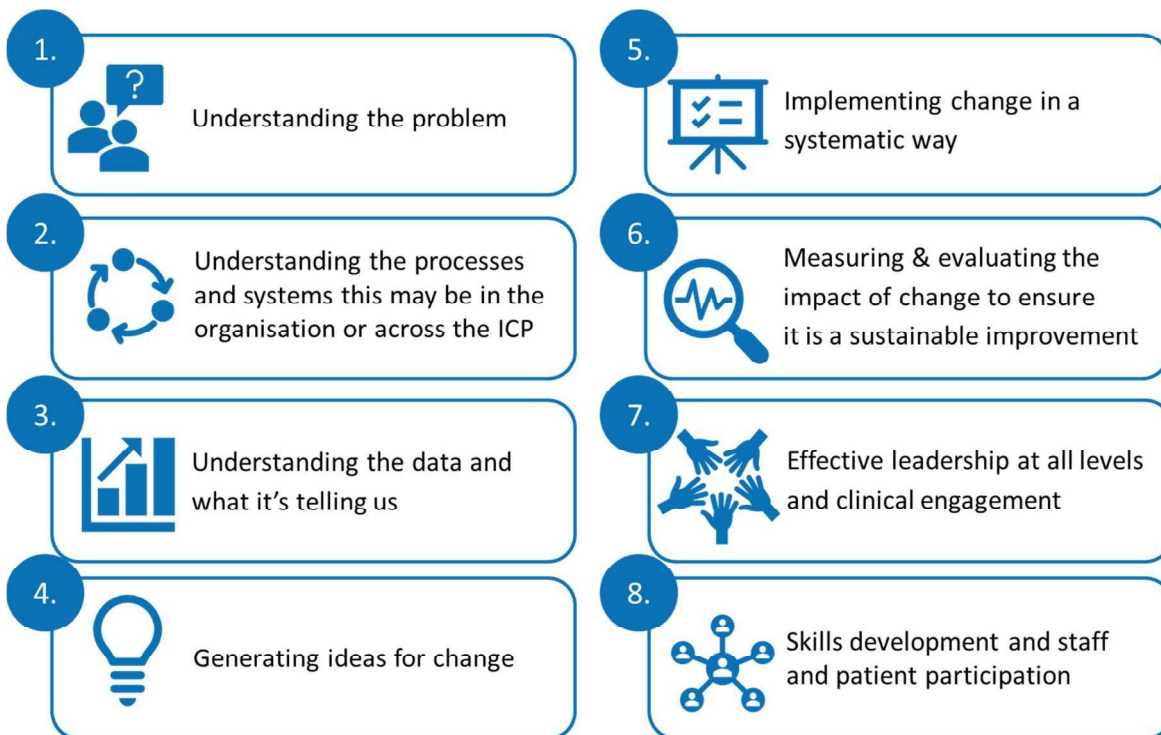 1.
?
Understanding the problem
2.
Understanding the processes
and systems this may be in the
organisation or across the ICP
3.
Understanding the data and
what it's telling us
4.
Generating ideas for change
5.
Implementing change in a
systematic way
6.
Measuring & evaluating the
impact of change to ensure
it is a sustainable improvement
7.
Effective leadership at all levels
and clinical engagement
8.
Skills development and staff
and patient participation